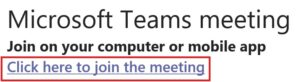 Microsoft Teams meeting
Join on your computer or mobile app
Click here to join the meeting